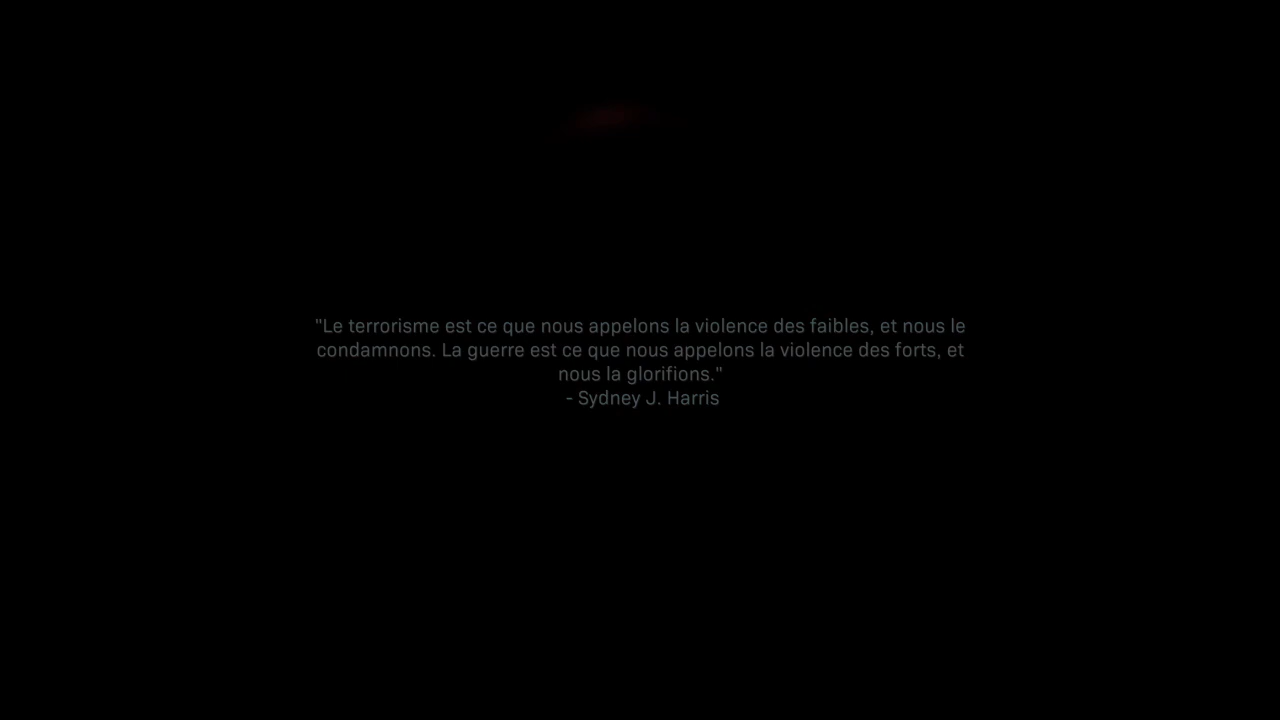 "Le terrorisme est ce que nous appelons la violence des faibles, et nous le
condamnons. La guerre est ce que nous appelons la violence des forts, et
nous la glorifions."
- Sydney J. Harris